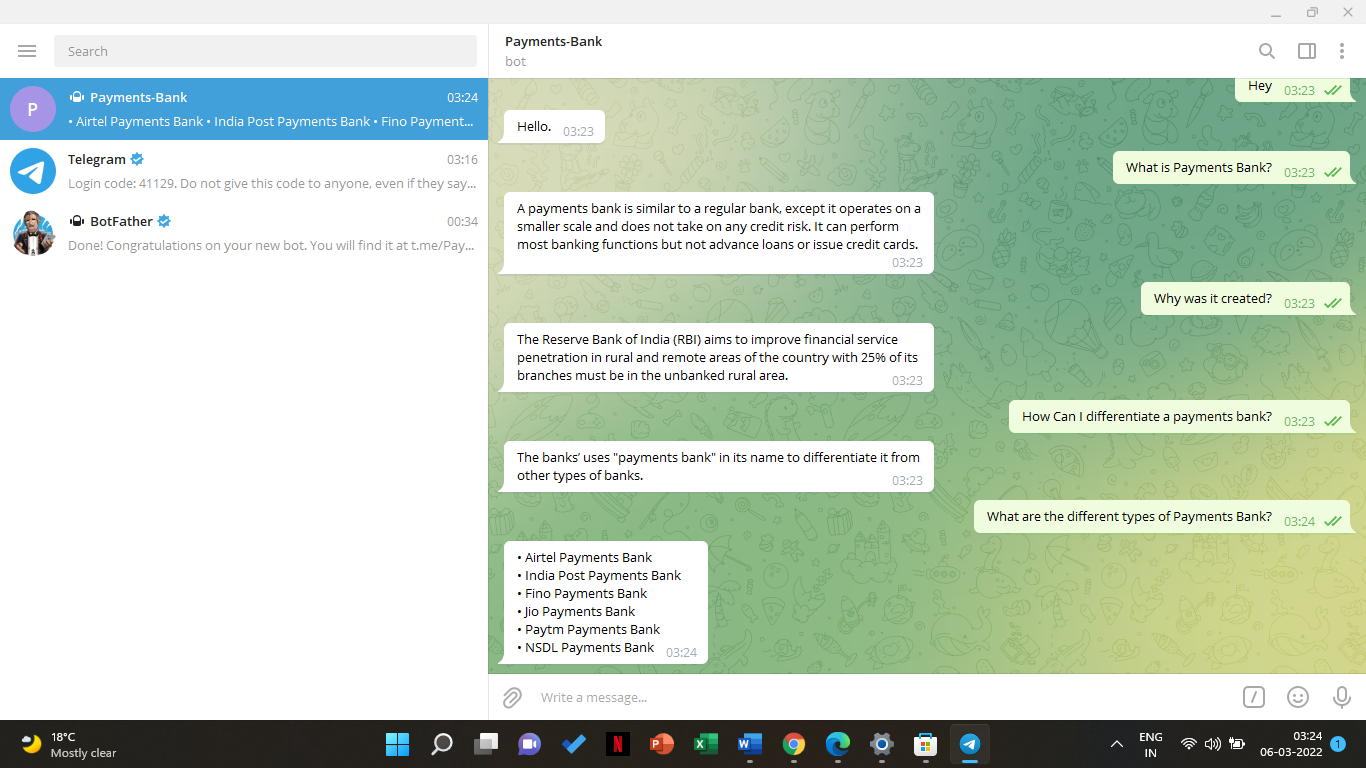 Search
Payments-Bank
03:24
• Airtel Payments Bank • India Post Payments Bank • Fino Payment...
P
Telegram
03:16
Login code: 41129. Do not give this code to anyone, even if they say...
BotFather
00:34
Done! Congratulations on your new bot. You will find it at t.me/Pay...
Payments-Bank
bot
Hey 03:23
Hello. 03:23
What is Payments Bank? 03:23
A payments bank is similar to a regular bank, except it operates on a
smaller scale and does not take on any credit risk. It can perform
most banking functions but not advance loans or issue credit cards.
03:23
Why was it created? 03:23
The Reserve Bank of India (RBI) aims to improve financial service
penetration in rural and remote areas of the country with 25% of its
branches must be in the unbanked rural area. 03:23
How Can I differentiate a payments bank? 03:23
The banks’ uses "payments bank" in its name to differentiate it from
other types of banks. 03:23
What are the different types of Payments Bank? 03:24
• Airtel Payments Bank
• India Post Payments Bank
• Fino Payments Bank
• Jio Payments Bank
• Paytm Payments Bank
• NSDL Payments Bank 03:24
Write a message...
18°C
Mostly clear
N
P
X
W
ENG
IN
03:24
06-03-2022
1